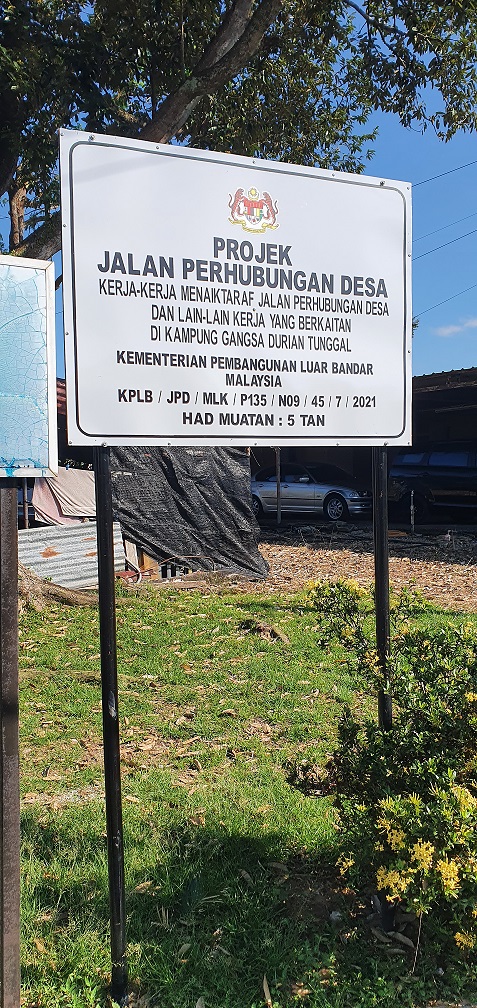 PROJEK
JALAN PERHUBUNGAN DESA
KERJA-KERJA MENAIKTARAF JALAN PERHUBUNGAN DESA
DAN LAIN-LAIN KERJA YANG BERKAITAN
DI KAMPUNG GANGSA DURIAN TUNGGAL
KEMENTERIAN PEMBANGUNAN LUAR BANDAR
MALAYSIA
KPLB / JPD / MLK / P135 / N09 / 45 / 7 / 2021
HAD MUATAN : 5 TAN